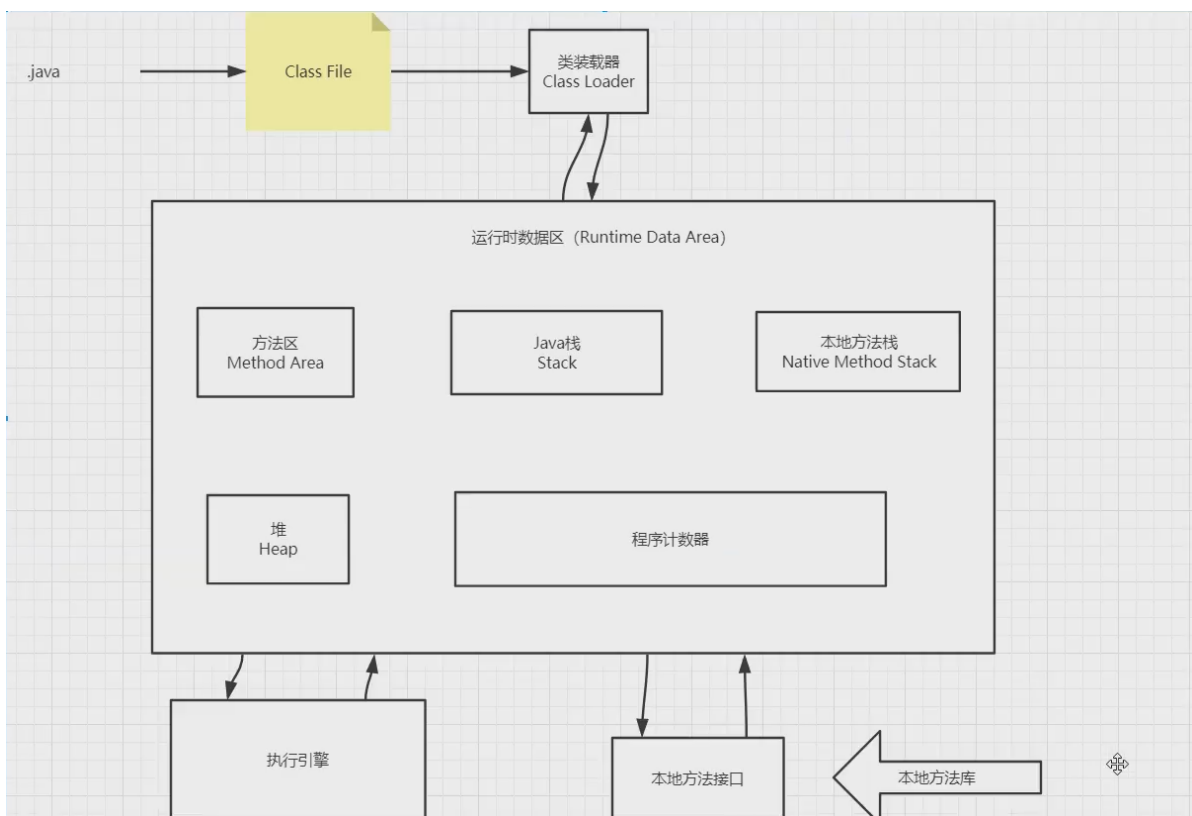 .java
Class File
类装载器
Class Loader
运行时数据区（Runtime Data Area）
方法区
Method Area
Java栈
Stack
本地方法栈
Native Method Stack
堆
Heap
程序计数器
执行引擎
本地方法接口
本地方法库